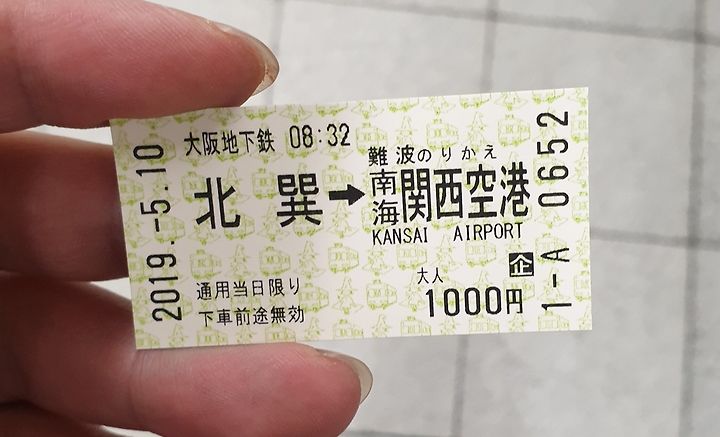 2019.-5.10
大阪地下鉄 08:32
北巽➡南海関西空港
難波のりかえ
KANSAI AIRPORT
通用当日限り
下車前途無効
企
大人
1000円
1-A 0652